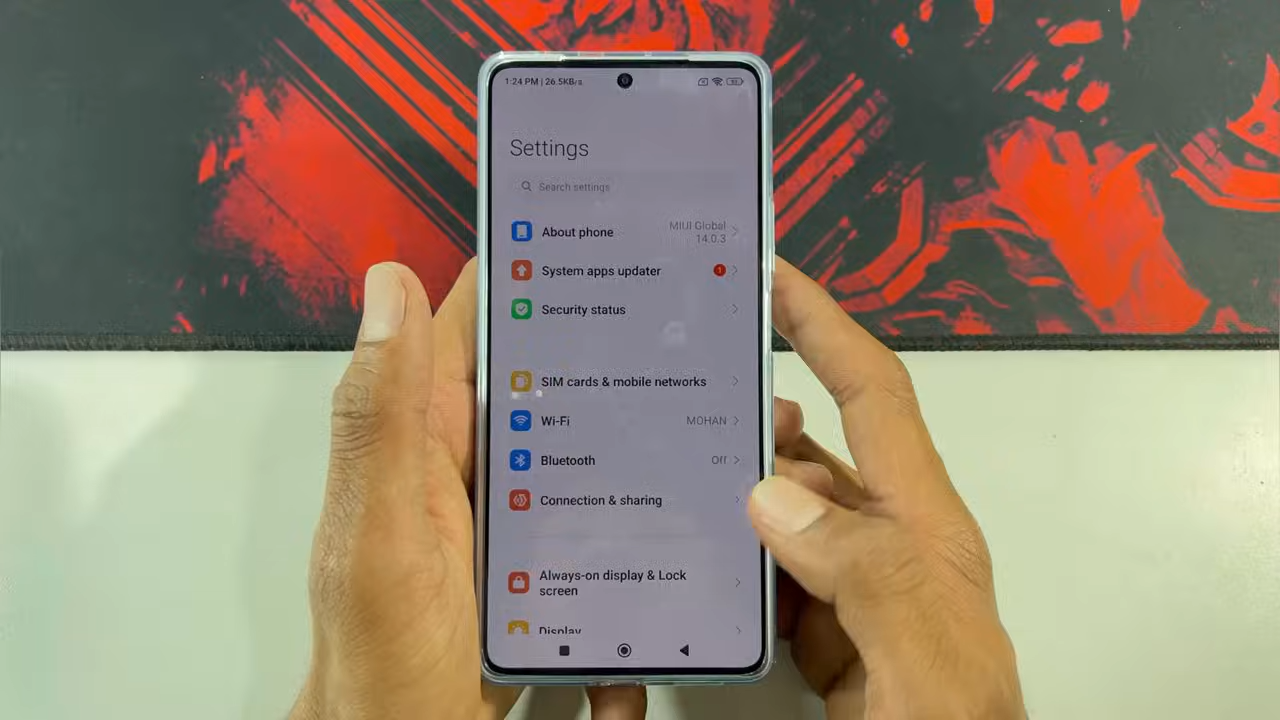 1:24 PM | 26.5KB/s
Settings
Search settings
About phone
MIUI Global
14.0.3
System apps updater
1
Security status
SIM cards & mobile networks
Wi-Fi
MOHAN
Bluetooth
Off
Connection & sharing
Always-on display & Lock
screen
Display